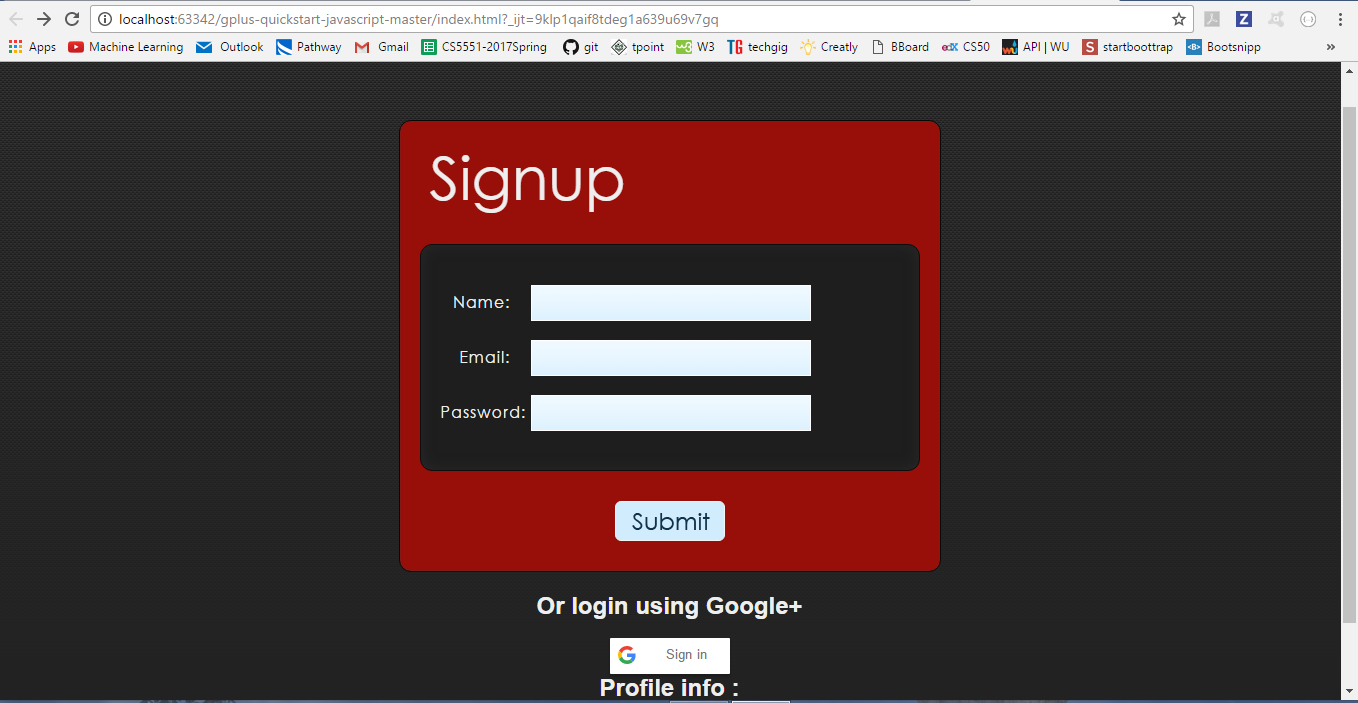 localhost:63342/gplus-quickstart-javascript-master/index.html?_ijt=9klp1qaif8tdeg1a639u69v7gq
Apps Machine Learning Outlook Pathway Gmail CS5551-2017Spring git tpoint W3 techgig Creatly BBoard CS50 API | WU startboottrap Bootsnipp »
Signup
Name:
Email:
Password:
Submit
Or login using Google+
Sign in
Profile info :